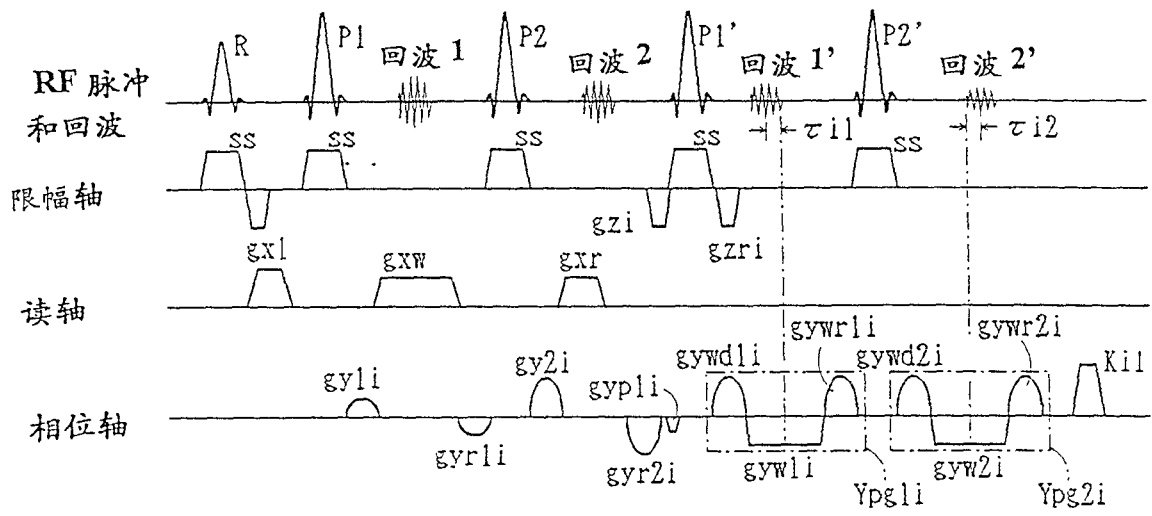 R P1 P2 P1' P2'
回波 1 回波 2 回波 1' 回波 2'
RF 脉冲
和回波
τi1 τi2
ss ss ss ss ss
限幅轴
gzi gzri
gx1 gxw gxr
读轴
gywr1i gywr2i
gywd1i gywd2i
gy1i gy2i gyp1i Ki1
相位轴
gyr1i gyr2i gyw1i gyw2i
Ypg1i Ypg2i